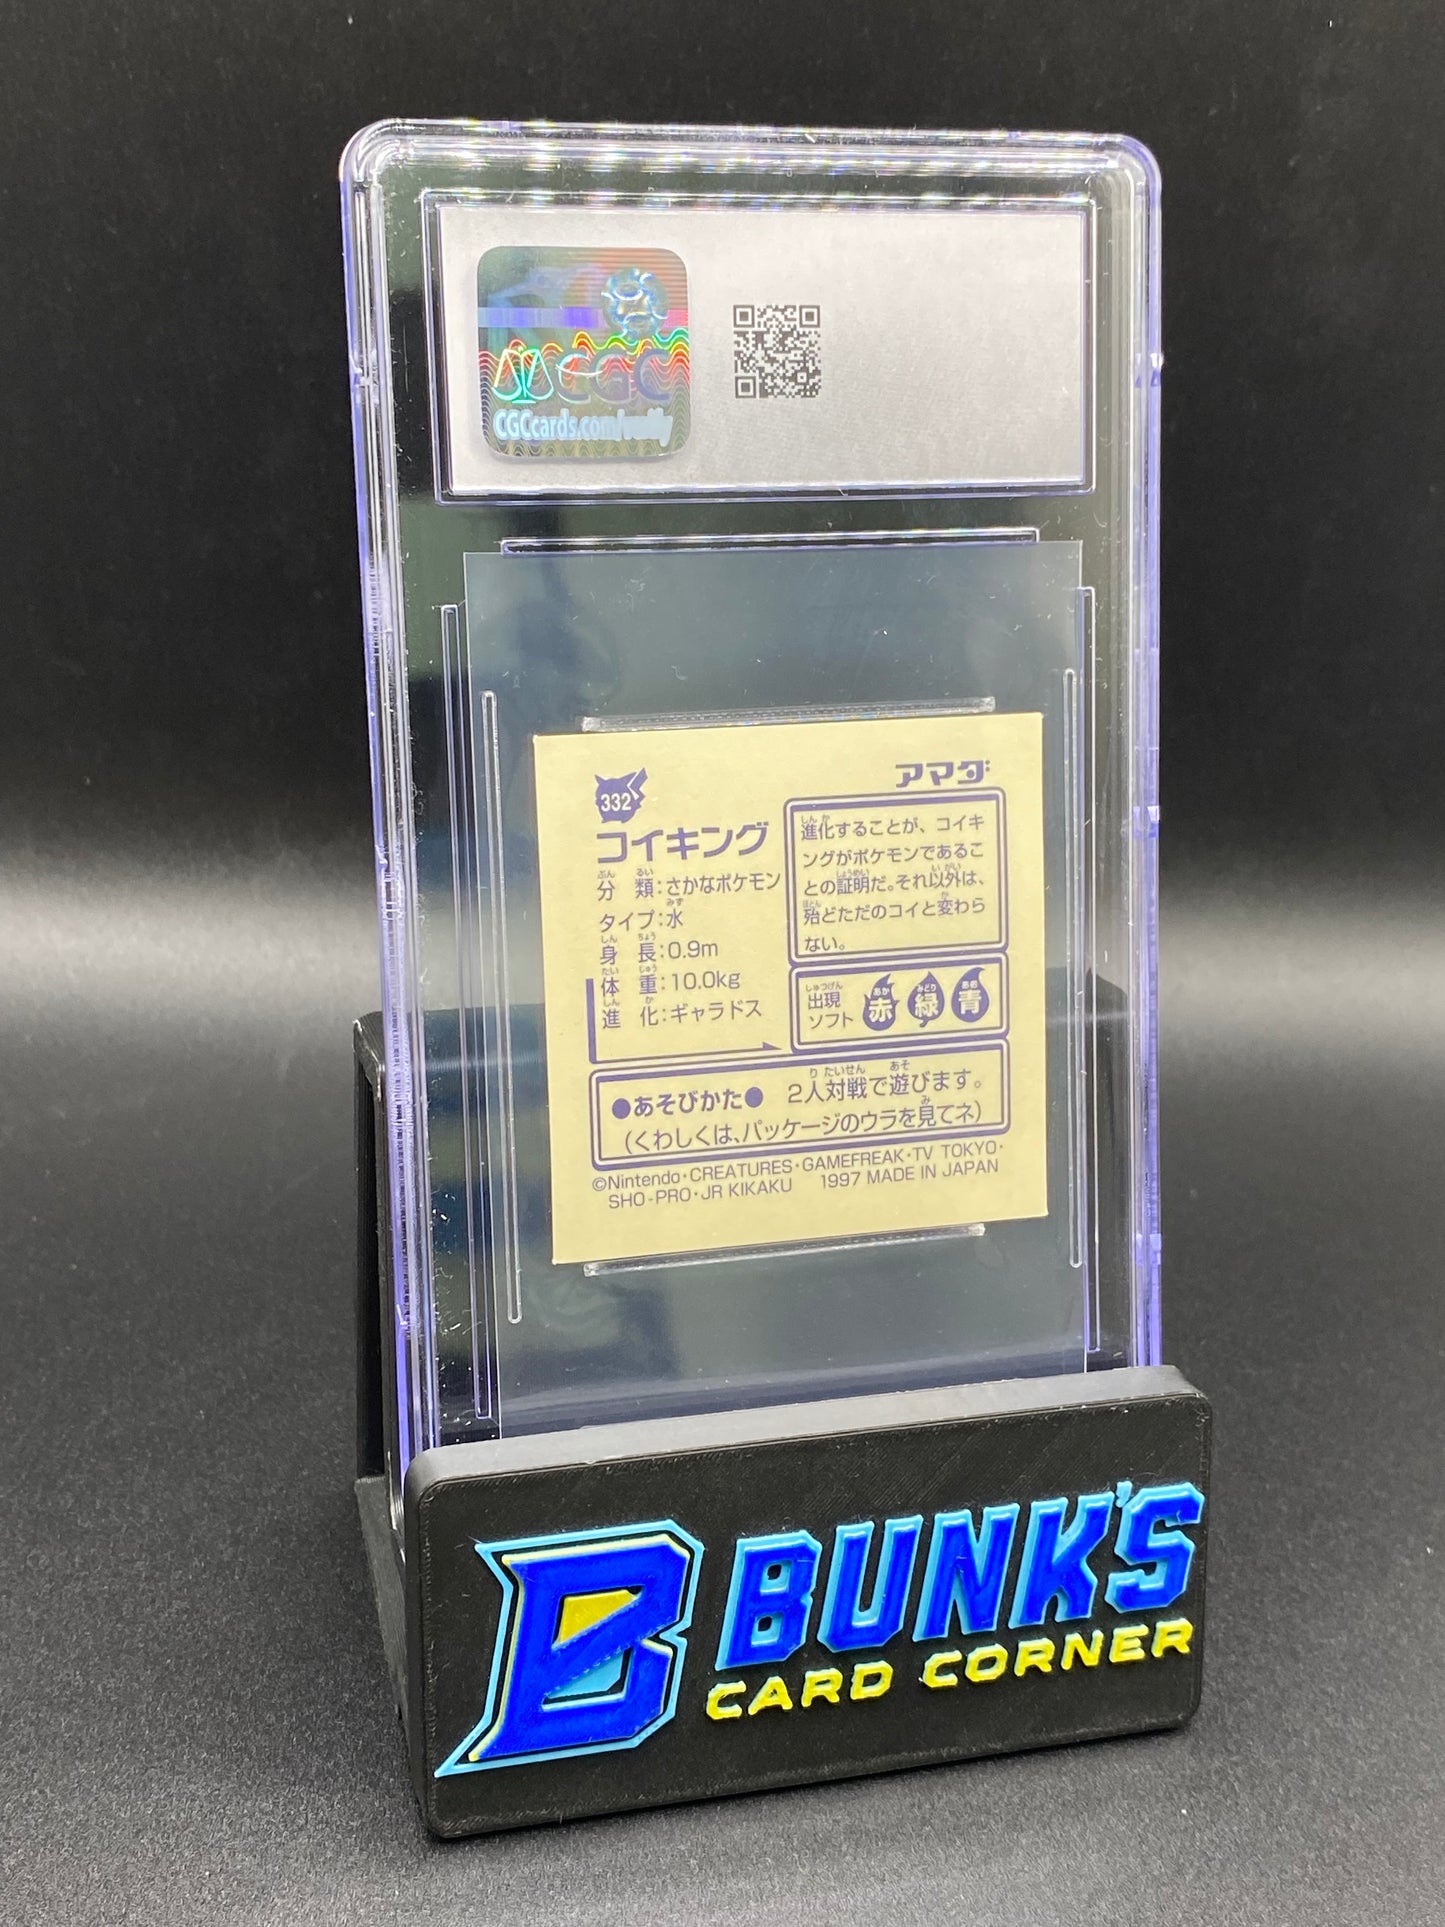 CGC
CGCcards.com/verify
アマダ
332
コイキング
分類:さかなポケモン
タイプ:水
身長:0.9m
体重:10.0kg
進化:ギャラドス
進化することが、コイキ
ングがポケモンであるこ
との証明だ。それ以外は、
殆どただのコイと変わら
ない。
出現
ソフト
赤 緑 青
●あそびかた● 2人対戦で遊びます。
(くわしくは、パッケージのウラを見てネ)
©Nintendo・CREATURES・GAMEFREAK・TV TOKYO・
SHO-PRO・JR KIKAKU 1997 MADE IN JAPAN
B
BUNK'S
CARD CORNER